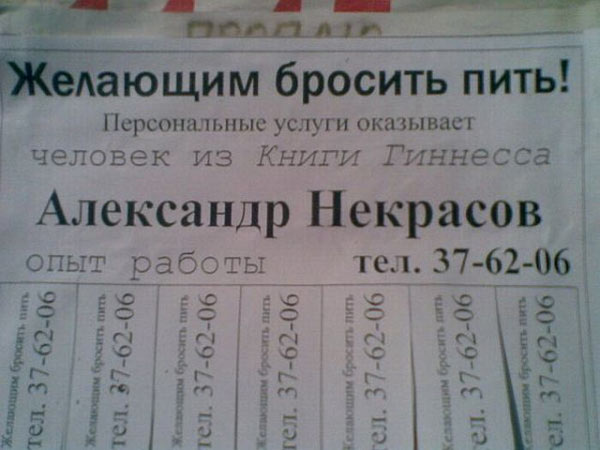 Желающим бросить пить!
Персональные услуги оказывает
человек из Книги Гиннесса
Александр Некрасов
опыт работы тел. 37-62-06
Желающим бросить пить
тел. 37-62-06
Желающим бросить пить
тел. 37-62-06
Желающим бросить пить
тел. 37-62-06
Желающим бросить пить
тел. 37-62-06
Желающим бросить пить
тел. 37-62-06
Желающим бросить пить
тел. 37-62-06
Желающим бросить пить
тел. 37-62-06